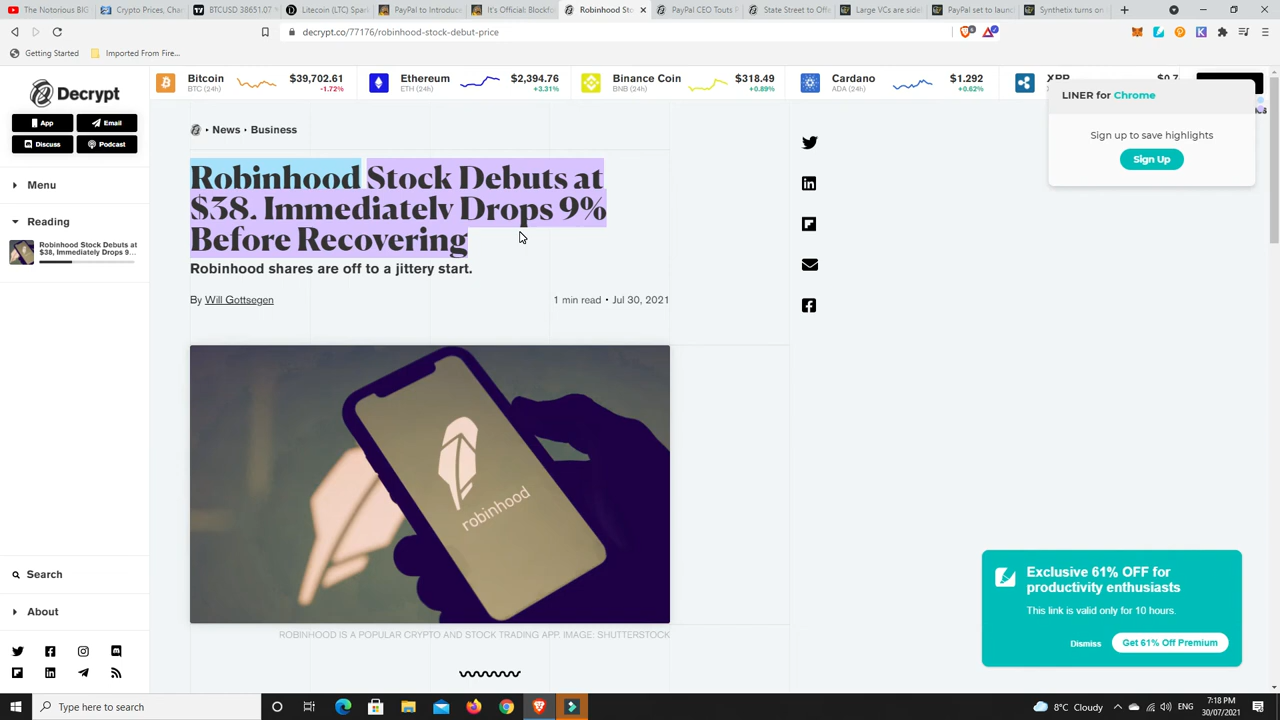 The Notorious BIG
Crypto Prices, Char
BTCUSD 38651.07
Litecoin (LTC) Spark
PayPal to Introduce
It's Official: Blockfo
Robinhood Sto
PayPal CEO Touts P
State Street to Offe
Large VCs are side
PayPal set to launc
Synthetix turns on
decrypt.co/77176/robinhood-stock-debut-price
Getting Started
Imported From Fire...
Decrypt
App
Email
Discuss
Podcast
Menu
Reading
Robinhood Stock Debuts at
$38, Immediately Drops 9...
Search
About
Bitcoin $39,702.61
BTC (24h) -1.72%
Ethereum $2,394.76
ETH (24h) +3.31%
Binance Coin $318.49
BNB (24h) +0.89%
Cardano $1.292
ADA (24h) +0.62%
XRP
News • Business
Robinhood Stock Debuts at
$38, Immediately Drops 9%
Before Recovering
Robinhood shares are off to a jittery start.
By Will Gottsegen
1 min read • Jul 30, 2021
robinhood
ROBINHOOD IS A POPULAR CRYPTO AND STOCK TRADING APP. IMAGE: SHUTTERSTOCK
LINER for Chrome
Sign up to save highlights
Sign Up
Exclusive 61% OFF for
productivity enthusiasts
This link is valid only for 10 hours.
Dismiss
Get 61% Off Premium
Type here to search
8°C Cloudy
ENG
7:18 PM
30/07/2021